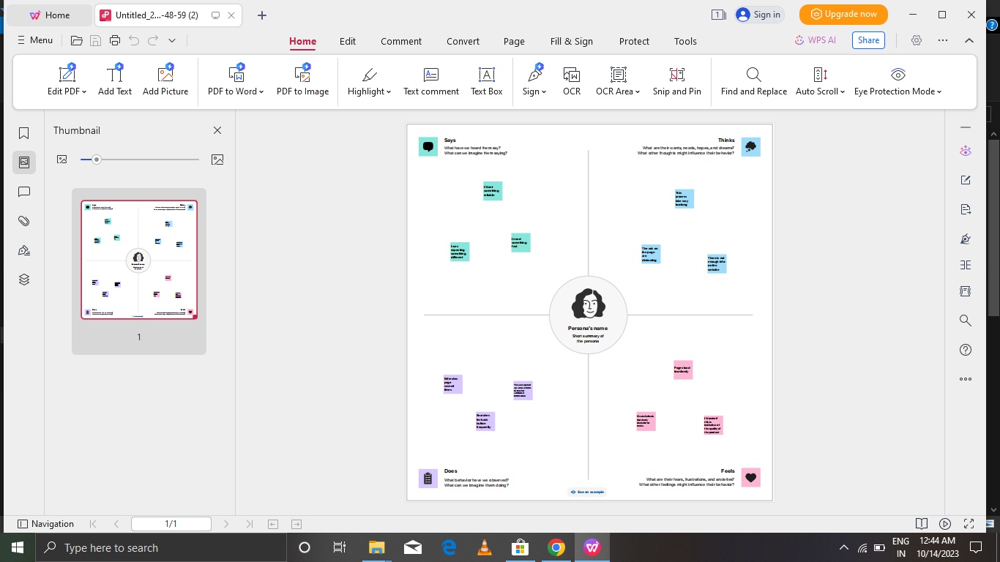 Home
Untitled_2...-48-59 (2)
1
Sign in
Upgrade now
Menu
Home
Edit
Comment
Convert
Page
Fill & Sign
Protect
Tools
WPS AI
Share
Edit PDF
Add Text
Add Picture
PDF to Word
PDF to Image
Highlight
Text comment
Text Box
Sign
OCR
OCR Area
Snip and Pin
Find and Replace
Auto Scroll
Eye Protection Mode
Thumbnail
1
Says
What have we heard them say?
What can we imagine them saying?
Thinks
What are their wants, needs, hopes, and dreams?
What other thoughts might influence their behavior?
I Want
something
reliable
I was
expecting
something
different
I need
something
fast
This
process
take way
too long
The ads on
the page
are
distracting
There is not
enough info
on the
website
Persona's name
Short summary of
the persona
Refreshes
page
several
times
Searches
for back
button
frequently
Pages load
too slowly
I Wonder if
this is
indicative of
the quality of
the product
Does
What behavior have we observed?
What can we imagine them doing?
Feels
What are their fears, frustrations, and anxieties?
What other feelings might influence their behavior?
See an example
Navigation
1/1
Type here to search
ENG
IN
12:44 AM
10/14/2023